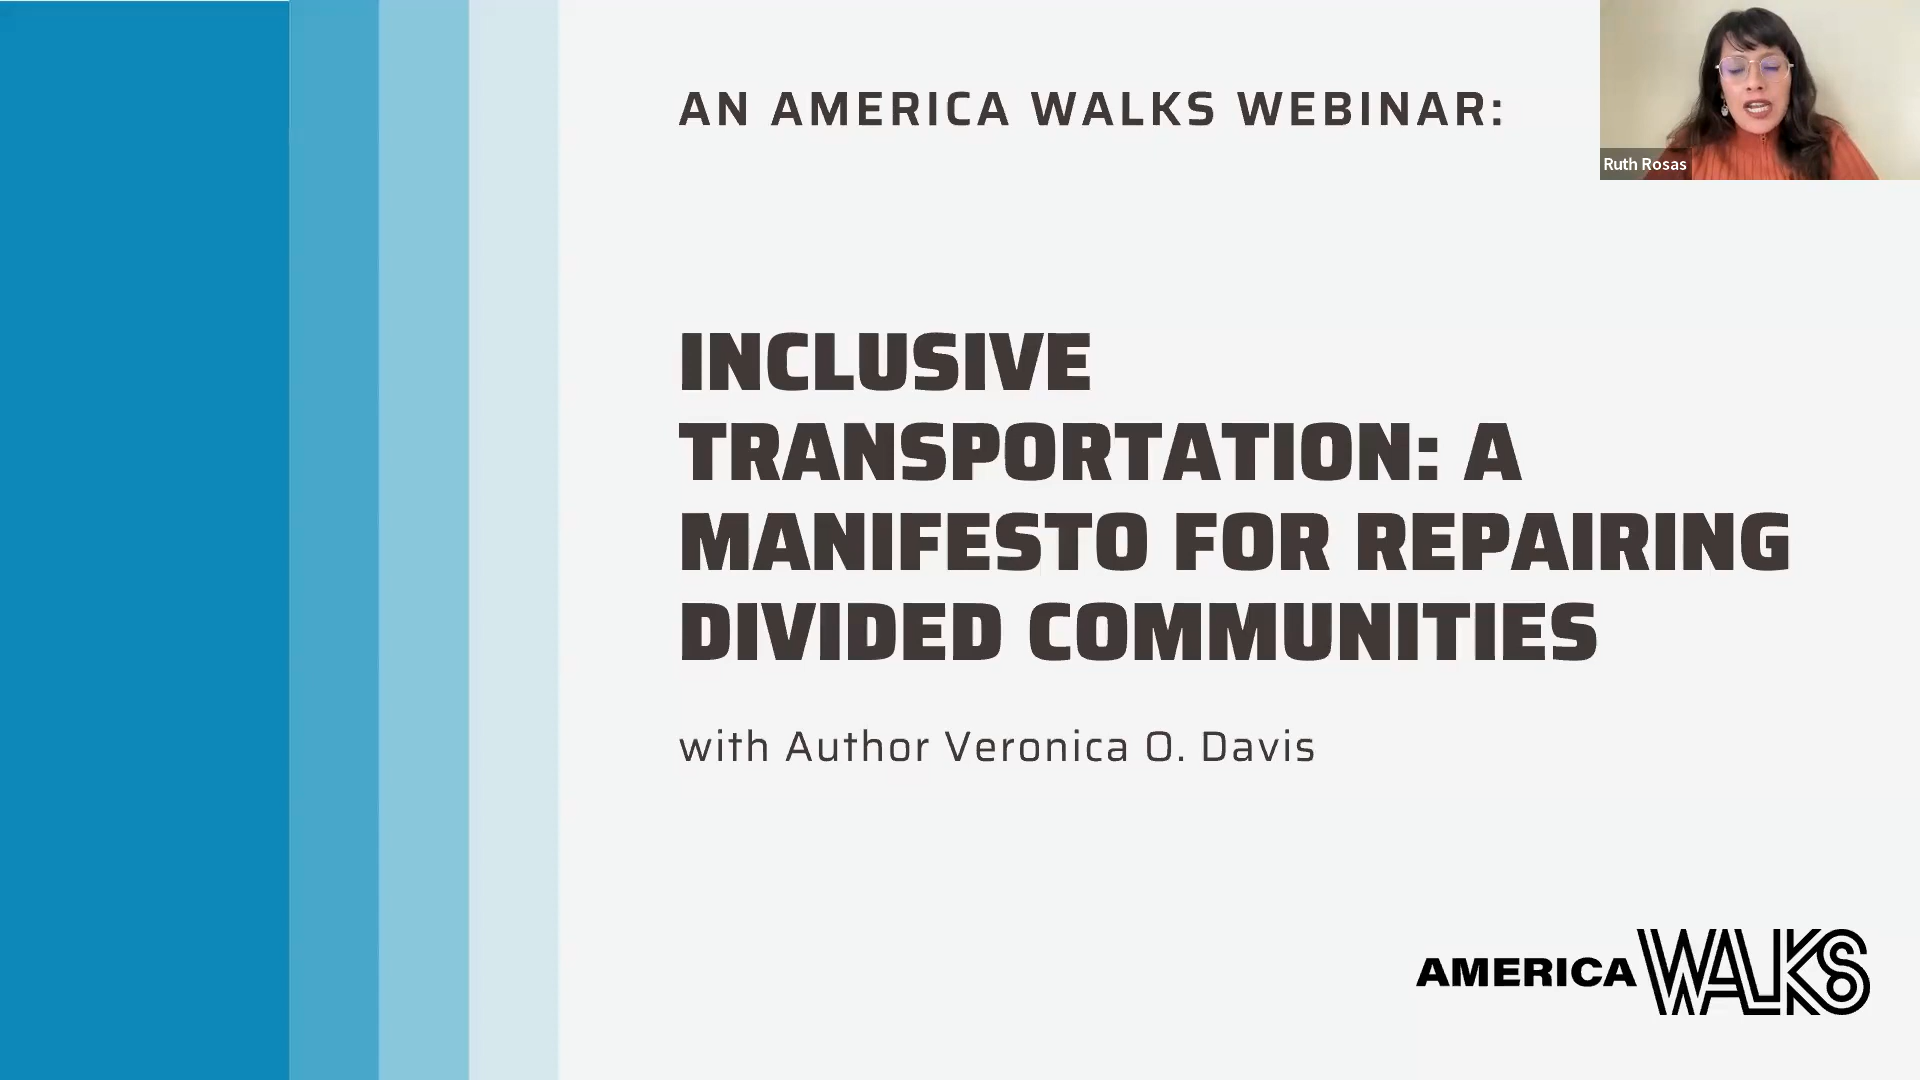 AN AMERICA WALKS WEBINAR:
Ruth Rosas
INCLUSIVE
TRANSPORTATION: A
MANIFESTO FOR REPAIRING
DIVIDED COMMUNITIES
with Author Veronica O. Davis
AMERICA WALKS